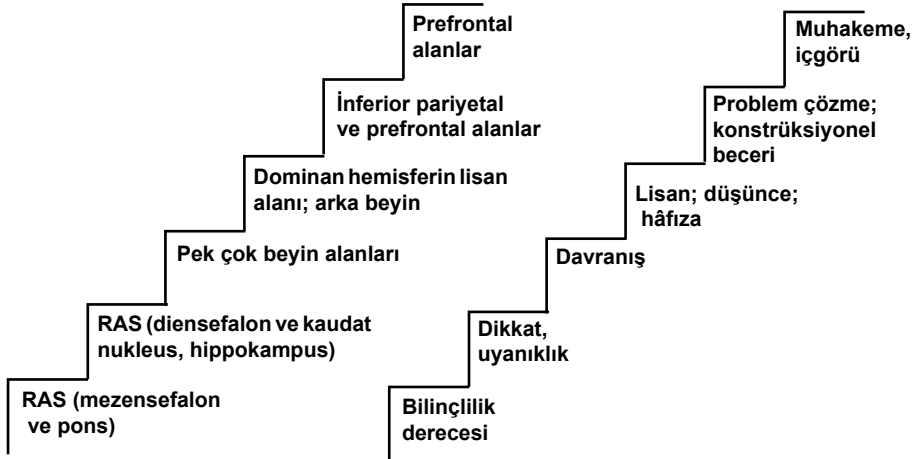 Prefrontal
alanlar
İnferior pariyetal
ve prefrontal alanlar
Dominan hemisferin lisan
alanı; arka beyin
Pek çok beyin alanları
RAS (diensefalon ve kaudat
nukleus, hippokampus)
RAS (mezensefalon
ve pons)
Muhakeme,
içgörü
Problem çözme;
konstrüksiyonel
beceri
Lisan; düşünce;
hâfıza
Davranış
Dikkat,
uyanıklık
Bilinçlilik
derecesi